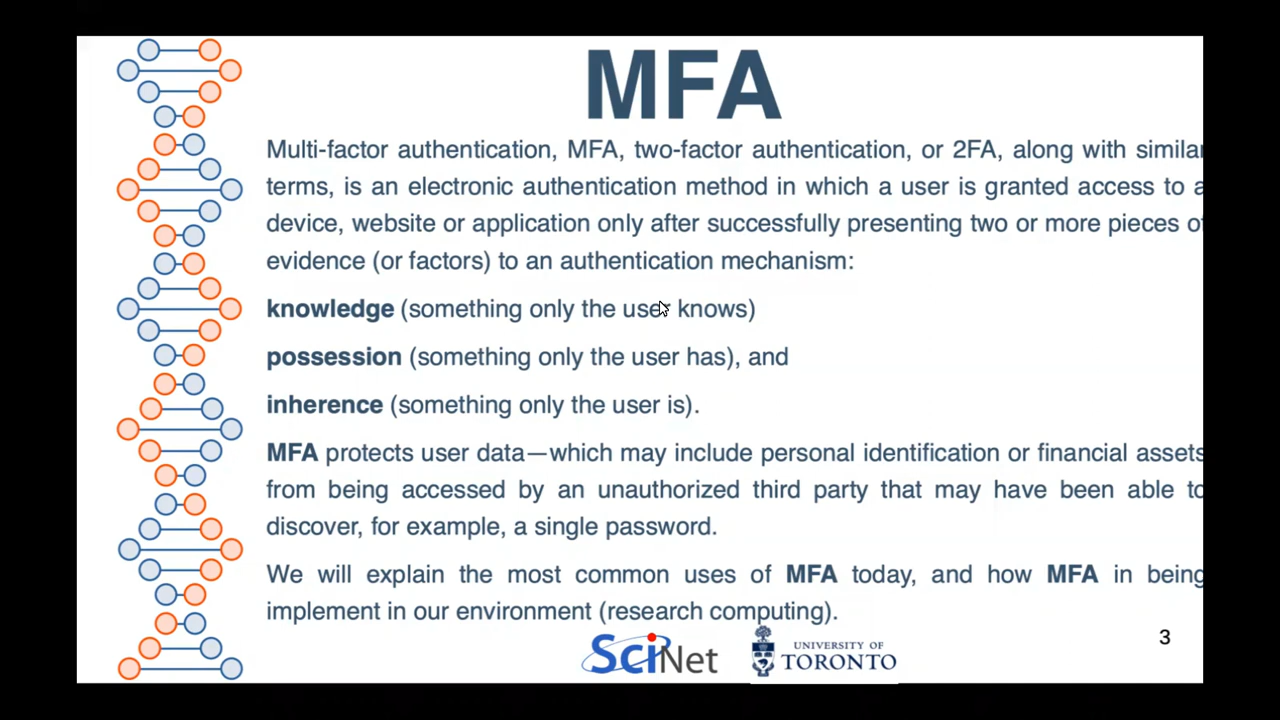 MFA
Multi-factor authentication, MFA, two-factor authentication, or 2FA, along with similar
terms, is an electronic authentication method in which a user is granted access to a
device, website or application only after successfully presenting two or more pieces of
evidence (or factors) to an authentication mechanism:
knowledge (something only the user knows)
possession (something only the user has), and
inherence (something only the user is).
MFA protects user data—which may include personal identification or financial assets
from being accessed by an unauthorized third party that may have been able to
discover, for example, a single password.
We will explain the most common uses of MFA today, and how MFA in being
implement in our environment (research computing).
SciNet
UNIVERSITY OF
TORONTO
3